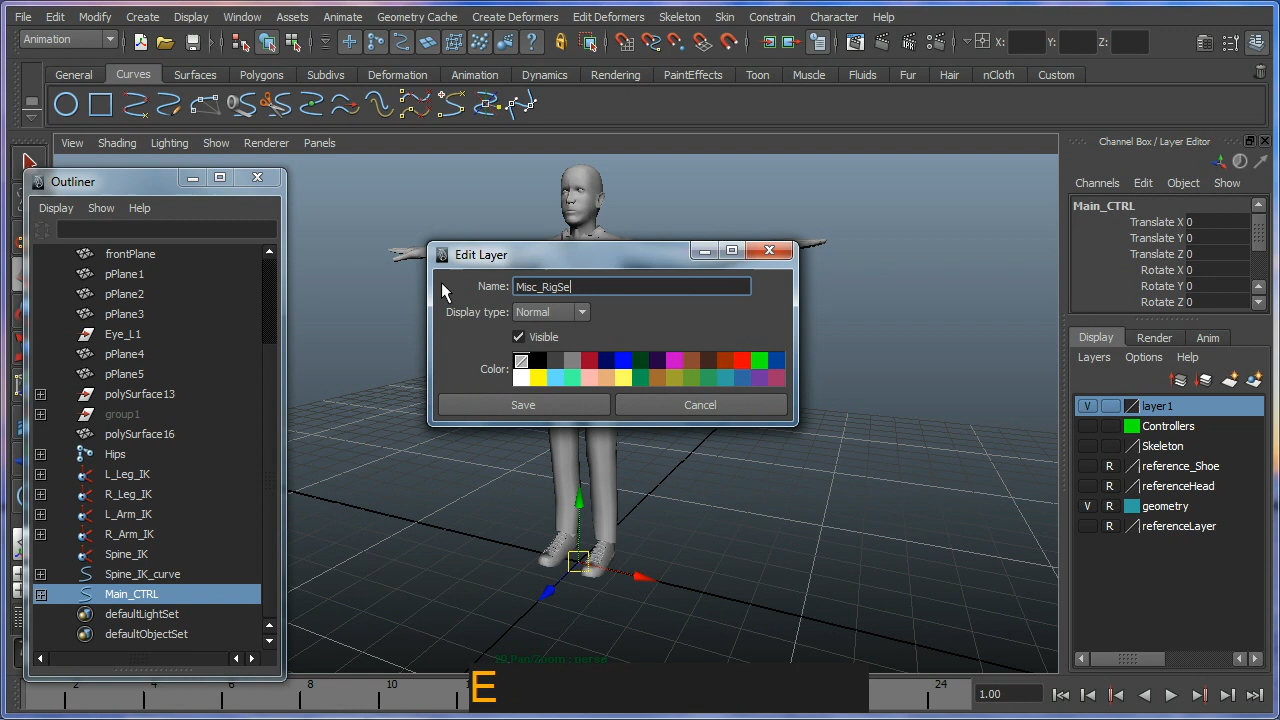 File Edit Modify Create Display Window Assets Animate Geometry Cache Create Deformers Edit Deformers Skeleton Skin Constrain Character Help
Animation X: Y: Z:
General Curves Surfaces Polygons Subdivs Deformation Animation Dynamics Rendering PaintEffects Toon Muscle Fluids Fur Hair nCloth Custom
View Shading Lighting Show Renderer Panels
Channel Box / Layer Editor
Channels Edit Object Show
Main_CTRL
Translate X 0
Translate Y 0
Translate Z 0
Rotate X 0
Rotate Y 0
Rotate Z 0
Display Render Anim
Layers Options Help
V layer1
Controllers
Skeleton
R reference_Shoe
R referenceHead
V R geometry
R referenceLayer
Outliner
Display Show Help
frontPlane
pPlane1
pPlane2
pPlane3
Eye_L1
pPlane4
pPlane5
polySurface13
group1
polySurface16
Hips
L_Leg_IK
R_Leg_IK
L_Arm_IK
R_Arm_IK
Spine_IK
Spine_IK_curve
Main_CTRL
defaultLightSet
defaultObjectSet
Edit Layer
Name: Misc_RigSe
Display type: Normal
Visible
Color:
Save Cancel
2D Pan/Zoom : persp
E
2 4 6 8 10 24 1.00